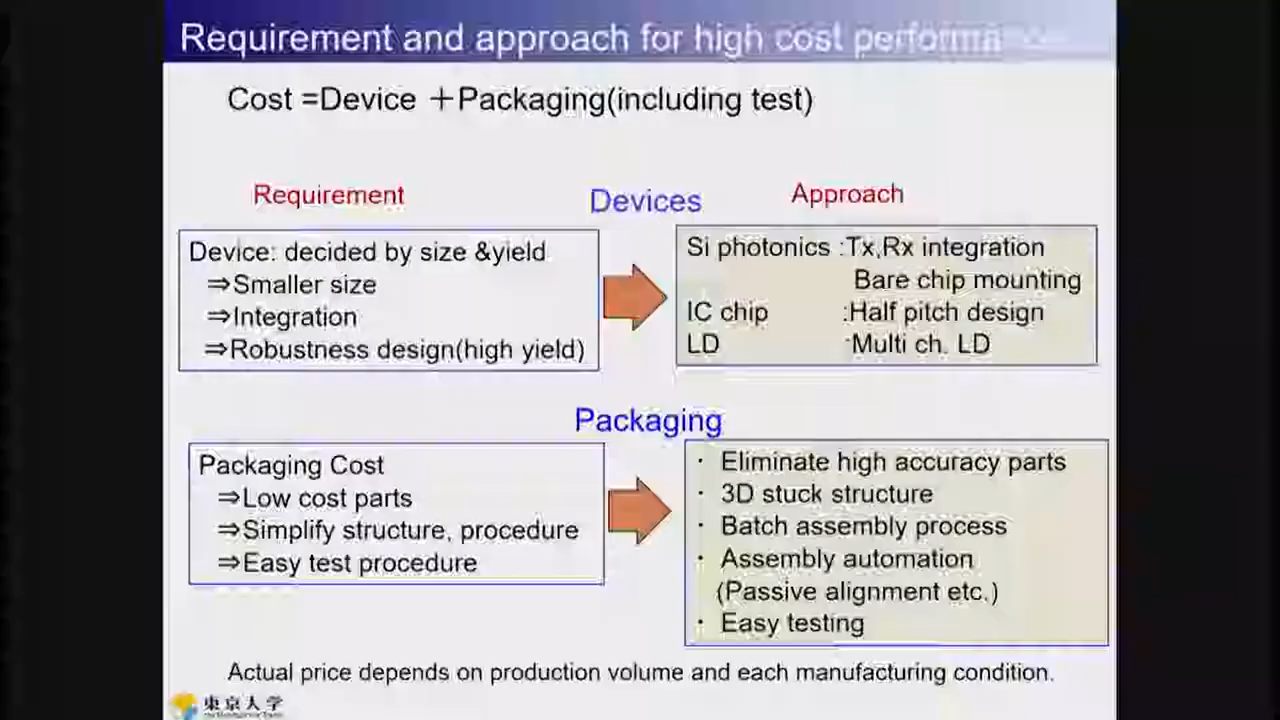 Requirement and approach for high cost
Cost =Device ＋Packaging(including test)
Requirement
Devices
Approach
Device: decided by size &yield
⇒Smaller size
⇒Integration
⇒Robustness design(high yield)
Si photonics :Tx,Rx integration
Bare chip mounting
IC chip :Half pitch design
LD :Multi ch. LD
Packaging
Packaging Cost
⇒Low cost parts
⇒Simplify structure, procedure
⇒Easy test procedure
・ Eliminate high accuracy parts
・ 3D stuck structure
・ Batch assembly process
・ Assembly automation
(Passive alignment etc.)
・ Easy testing
Actual price depends on production volume and each manufacturing condition.
東京大学